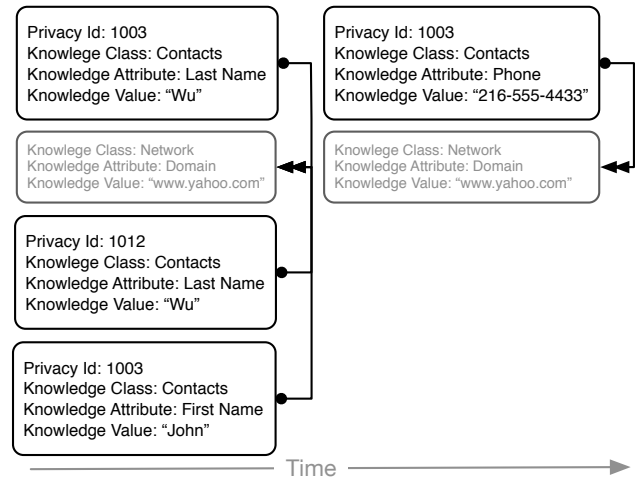 Privacy Id: 1003
Knowlege Class: Contacts
Knowledge Attribute: Last Name
Knowledge Value: “Wu”
Knowlege Class: Network
Knowledge Attribute: Domain
Knowledge Value: “www.yahoo.com”
Privacy Id: 1012
Knowlege Class: Contacts
Knowledge Attribute: Last Name
Knowledge Value: “Wu”
Privacy Id: 1003
Knowledge Class: Contacts
Knowledge Attribute: First Name
Knowledge Value: “John”
Privacy Id: 1003
Knowlege Class: Contacts
Knowledge Attribute: Phone
Knowledge Value: “216-555-4433”
Knowlege Class: Network
Knowledge Attribute: Domain
Knowledge Value: “www.yahoo.com”
Time